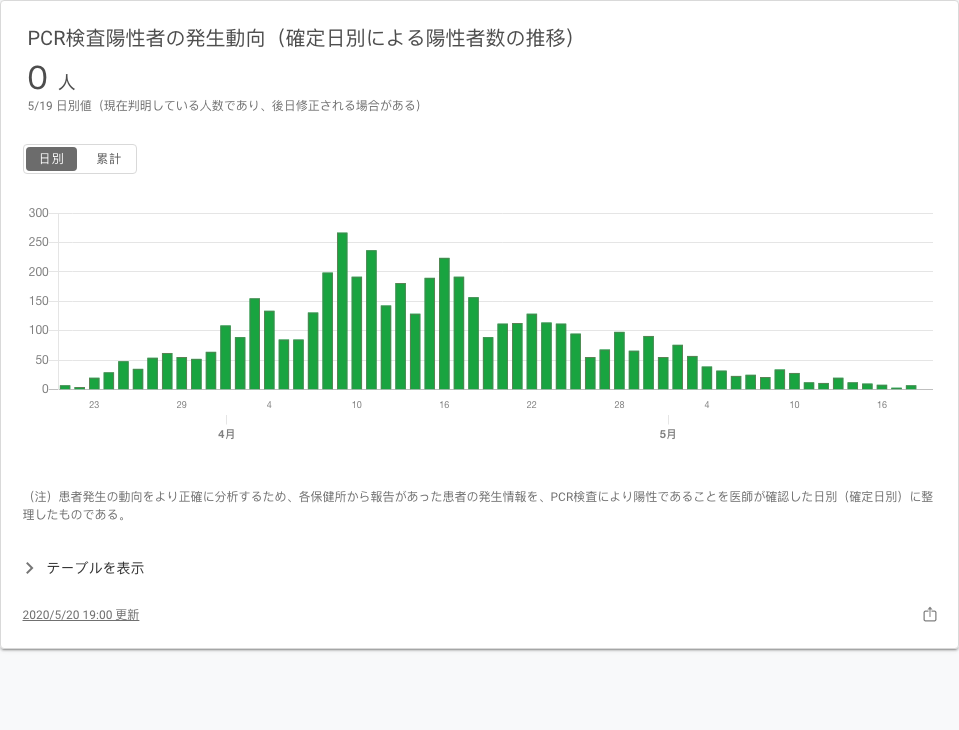 PCR検査陽性者の発生動向（確定日別による陽性者数の推移）
0 人
5/19 日別値（現在判明している人数であり、後日修正される場合がある）
日別 累計
300
250
200
150
100
50
0
23 29 4 10 16 22 28 4 10 16
4月 5月
（注）患者発生の動向をより正確に分析するため、各保健所から報告があった患者の発生情報を、PCR検査により陽性であることを医師が確認した日別（確定日別）に整
理したものである。
テーブルを表示
2020/5/20 19:00 更新